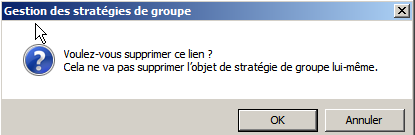 Gestion des stratégies de groupe
Voulez-vous supprimer ce lien ?
Cela ne va pas supprimer l'objet de stratégie de groupe lui-même.
OK
Annuler